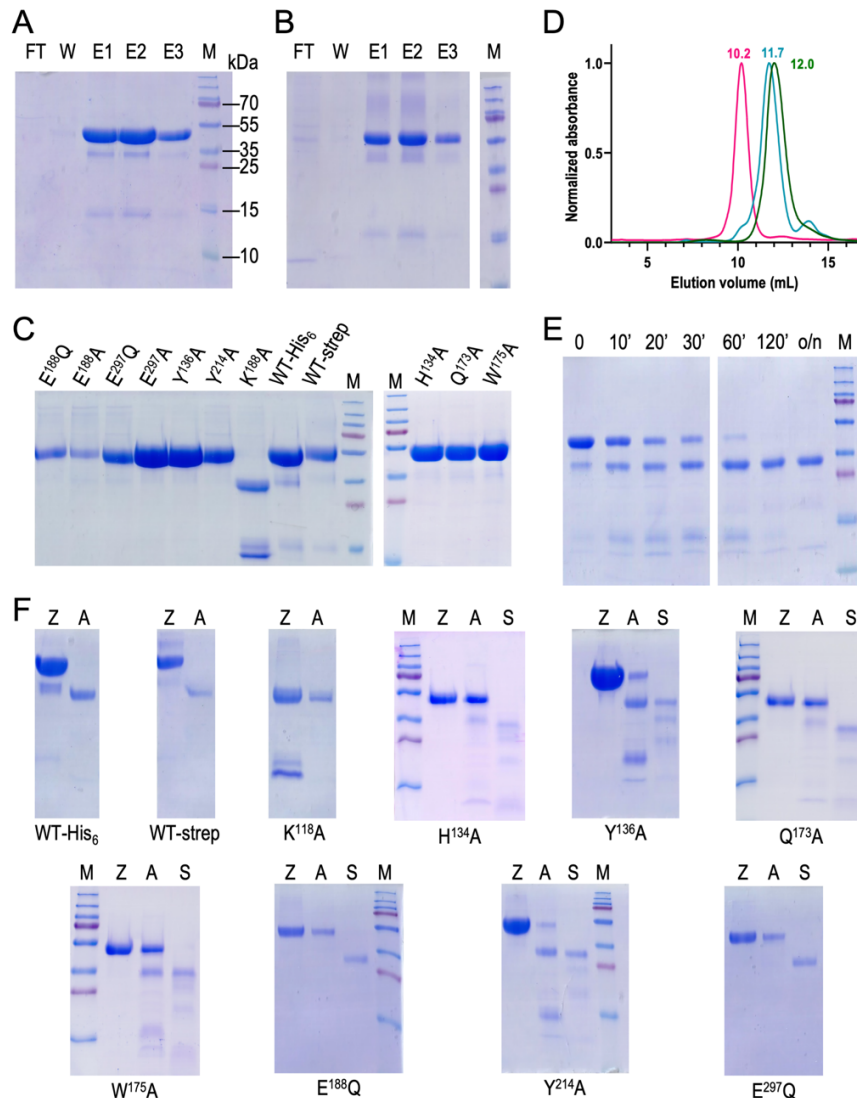 A
FT W E1 E2 E3 M
kDa
70
55
35
25
15
10
B
FT W E1 E2 E3 M
D
10.2 11.7
12.0
1.0
0.5
0.0
Normalized absorbance
5 10 15
Elution volume (mL)
C
E188Q E188A E297Q E297A Y136A Y214A K188A WT-His6 WT-strep M
M H134A Q173A W175A
E
0 10' 20' 30' 60' 120' o/n M
F
Z A
Z A
Z A
M Z A S
Z A S
M Z A S
WT-His6
WT-strep
K118A
H134A
Y136A
Q173A
M Z A S
Z A S M
Z A S M
Z A S
W175A
E188Q
Y214A
E297Q